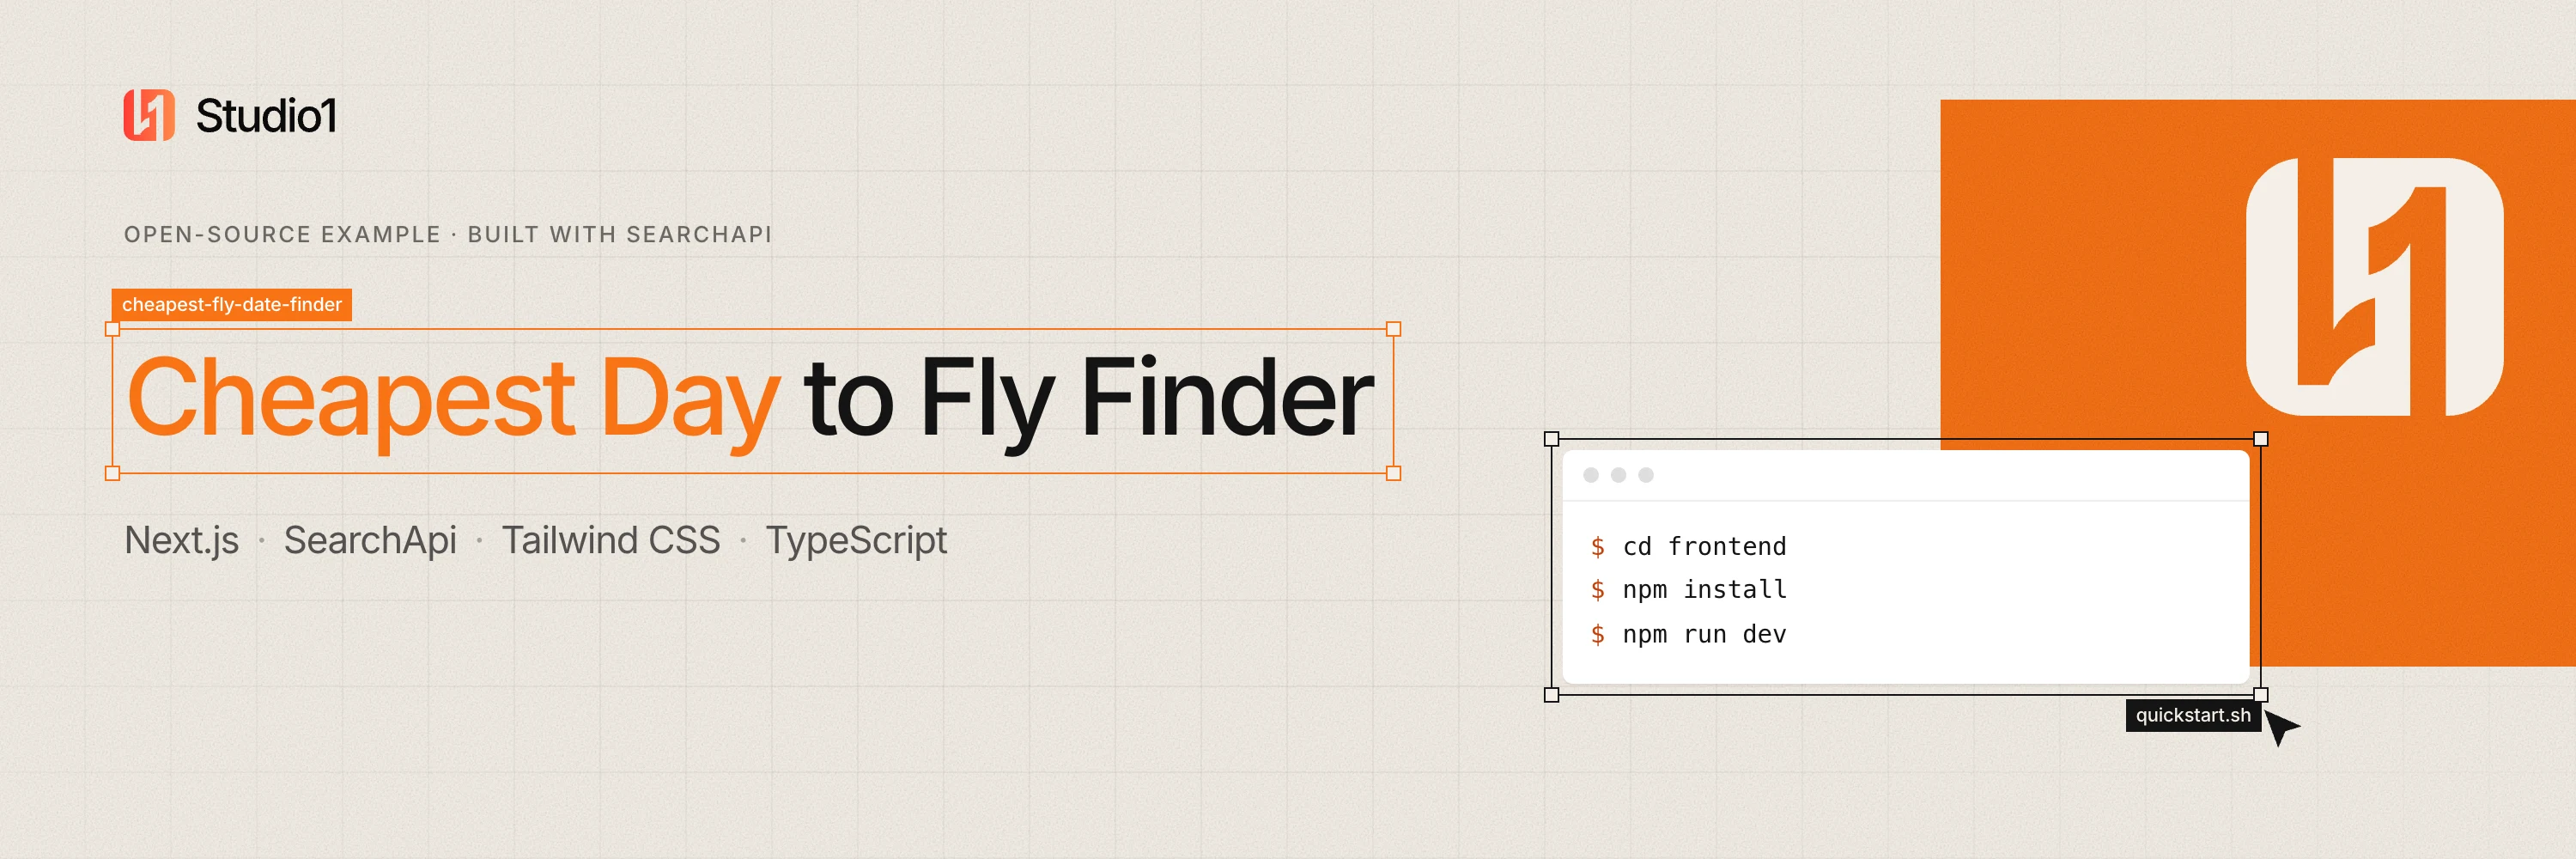 Studio1
OPEN-SOURCE EXAMPLE · BUILT WITH SEARCHAPI
cheapest-fly-date-finder
Cheapest Day to Fly Finder
Next.js · SearchApi · Tailwind CSS · TypeScript
$ cd frontend
$ npm install
$ npm run dev
quickstart.sh